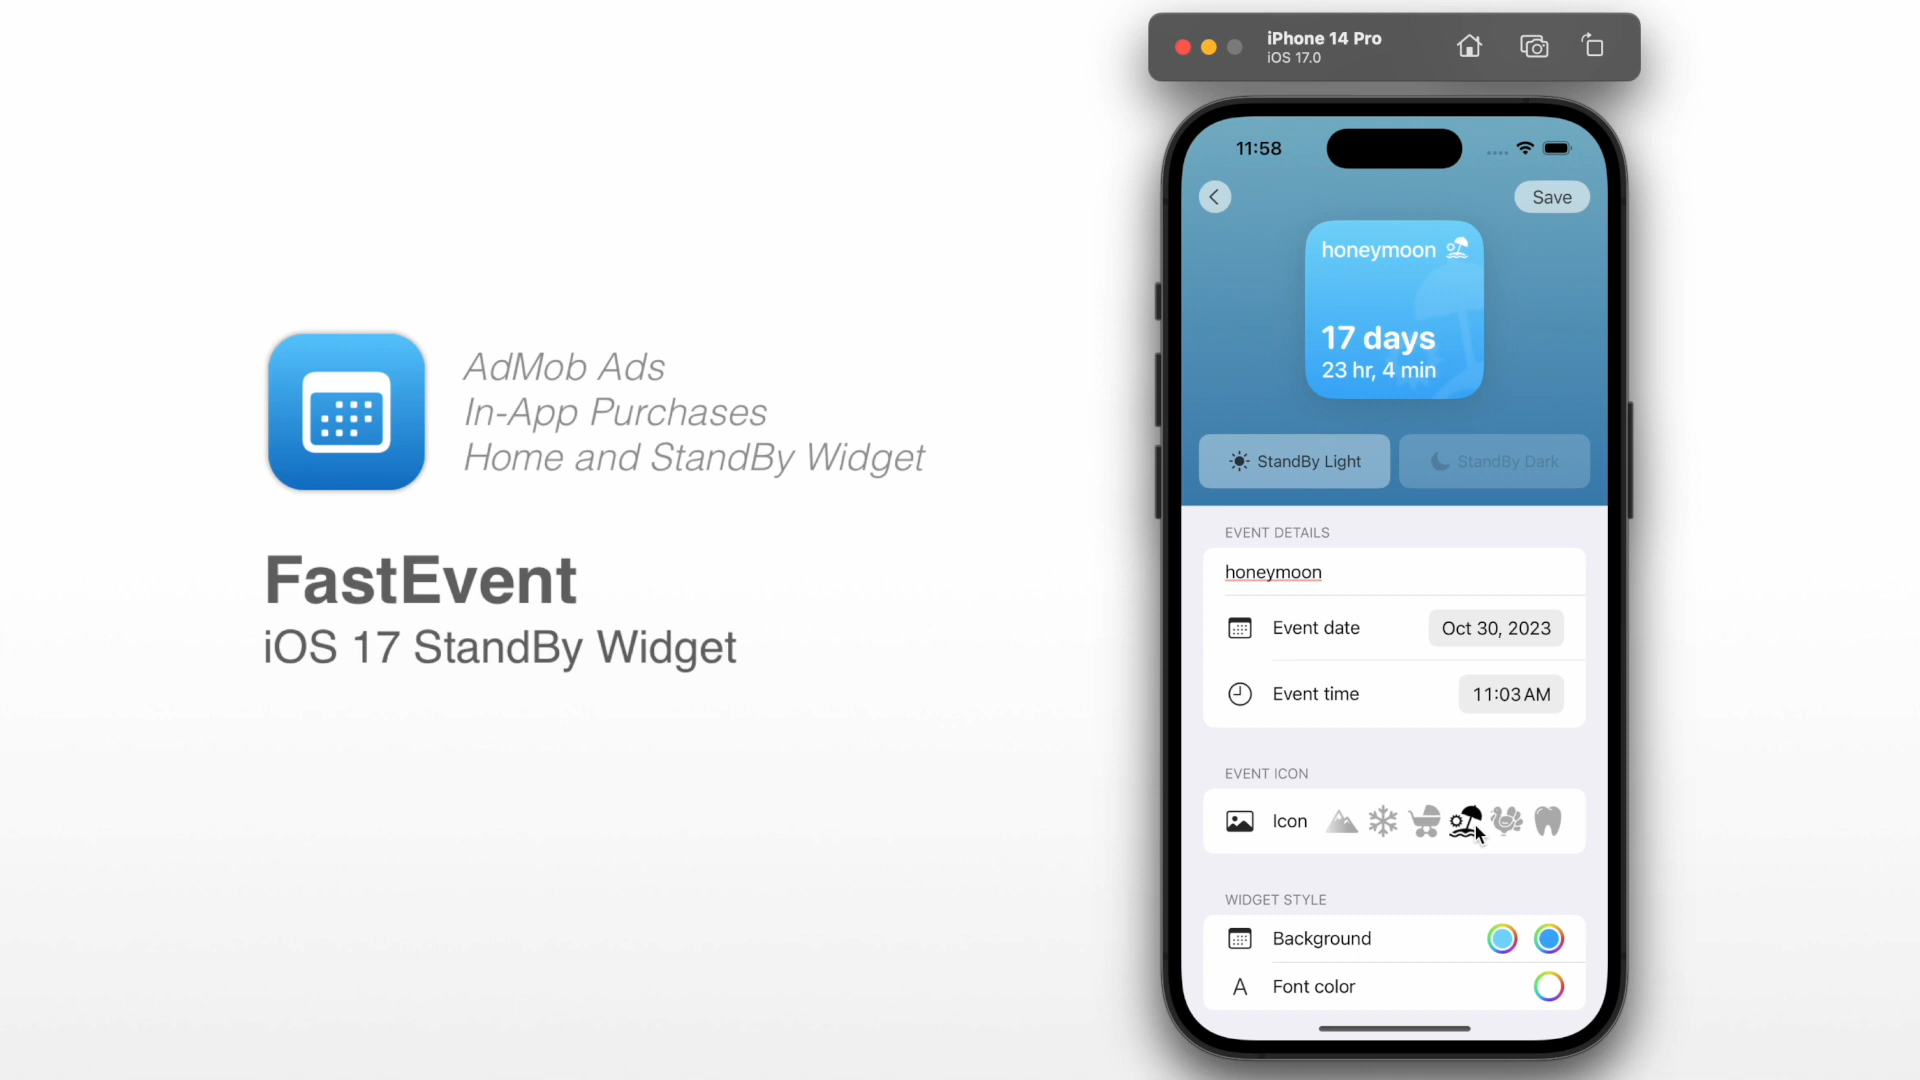 AdMob Ads
In-App Purchases
Home and StandBy Widget
FastEvent
iOS 17 StandBy Widget
iPhone 14 Pro
iOS 17.0
11:58
Save
honeymoon
17 days
23 hr, 4 min
StandBy Light
StandBy Dark
EVENT DETAILS
honeymoon
Event date
Oct 30, 2023
Event time
11:03 AM
EVENT ICON
Icon
WIDGET STYLE
Background
A Font color